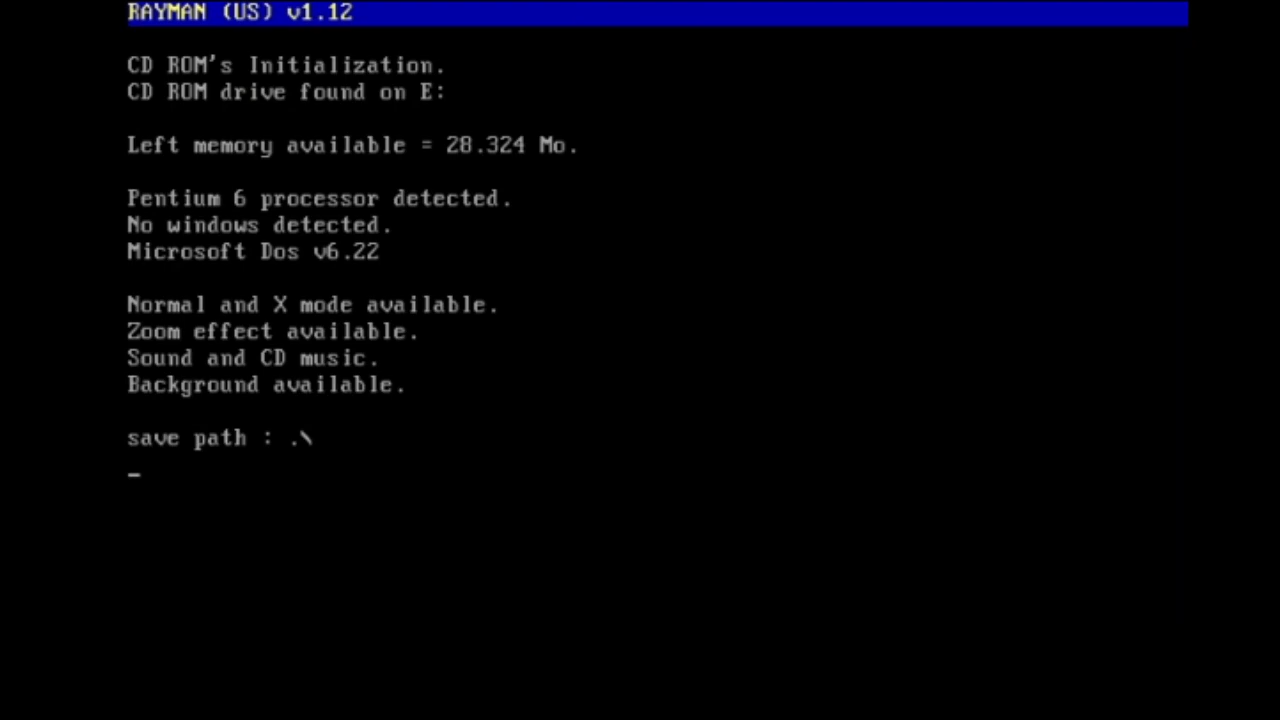 RAYMAN (US) v1.12
CD ROM's Initialization.
CD ROM drive found on E:
Left memory available = 28.324 Mo.
Pentium 6 processor detected.
No windows detected.
Microsoft Dos v6.22
Normal and X mode available.
Zoom effect available.
Sound and CD music.
Background available.
save path : .\
_